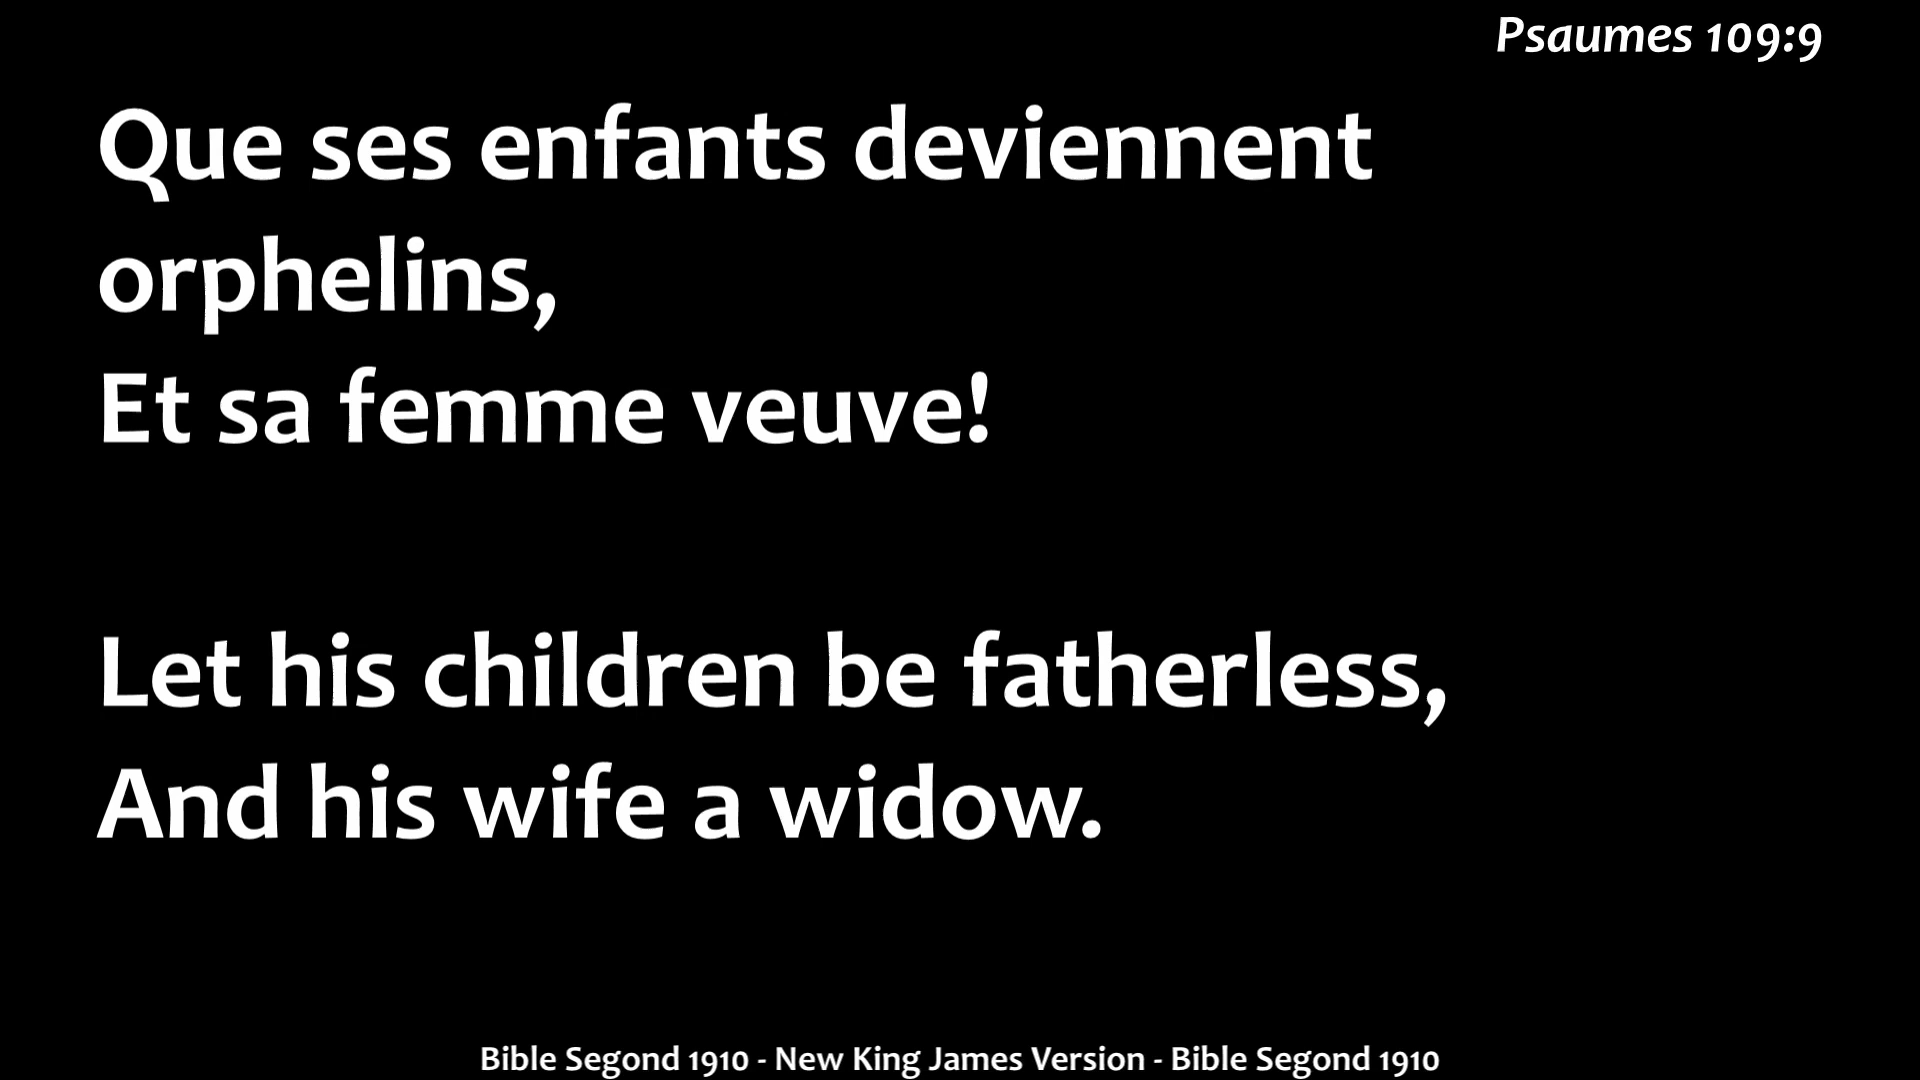 Psaumes 109:9
Que ses enfants deviennent
orphelins,
Et sa femme veuve!
Let his children be fatherless,
And his wife a widow.
Bible Segond 1910 - New King James Version - Bible Segond 1910